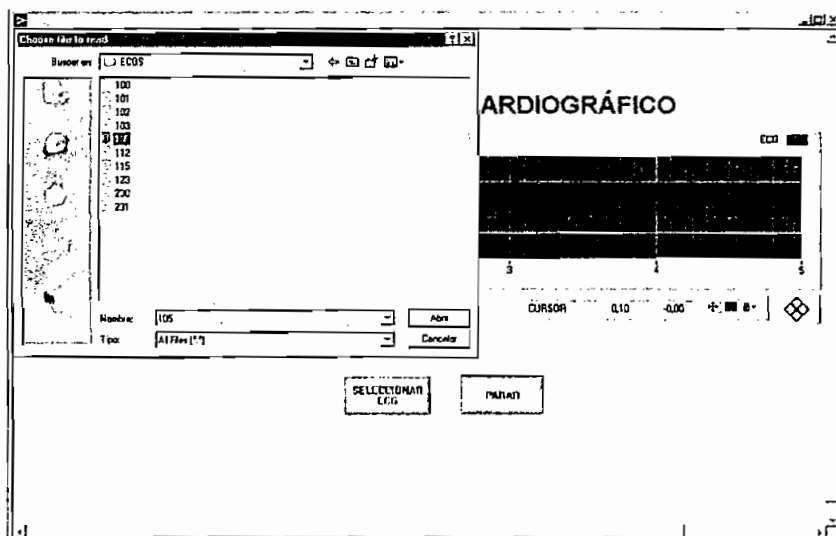 Choose file to read
Buscar en: ECGS
100
101
102
103
112
115
123
230
231
Nombre: 105 Abrir
Tipo: All Files (*.*) Cancelar
ARDIOGRÁFICO
ECG
3 4 5
CURSOR 0,10 -0,00
SELECCIONAR
ECG
PARAR